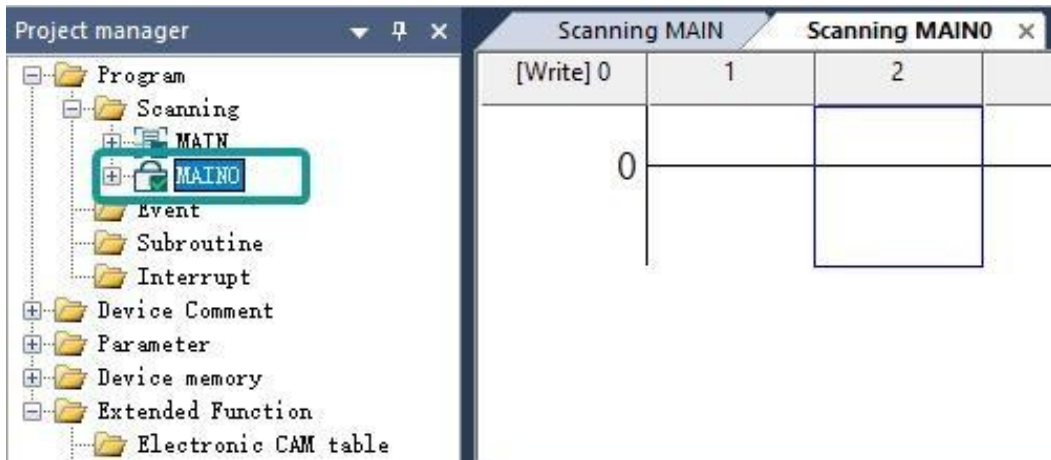 Project manager
Program
Scanning
MAIN
MAIN0
Event
Subroutine
Interrupt
Device Comment
Parameter
Device memory
Extended Function
Electronic CAM table
Scanning MAIN
Scanning MAIN0
[Write] 0 1 2
0